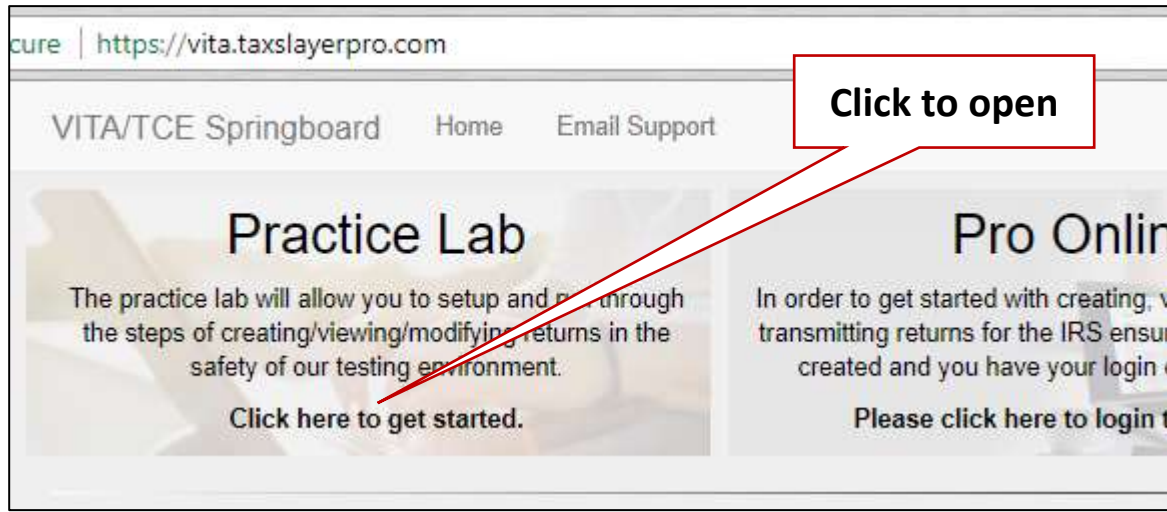 cure | https://vita.taxslayerpro.com
Click to open
VITA/TCE Springboard Home Email Support
Practice Lab
The practice lab will allow you to setup and through
the steps of creating/viewing/modifying returns in the
safety of our testing environment.
Click here to get started.
Pro Onlin
In order to get started with creating, v
transmitting returns for the IRS ensur
created and you have your login
Please click here to login t